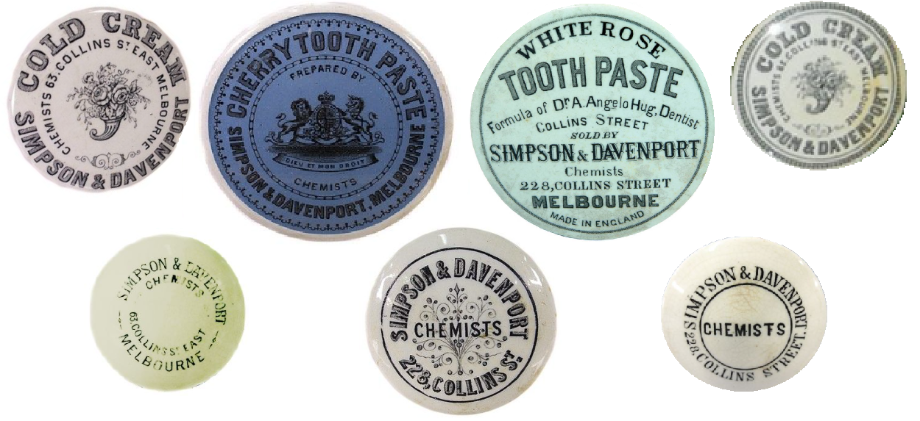 COLD CREAM
CHEMISTS 63, COLLINS ST EAST MELBOURNE
SIMPSON & DAVENPORT
CHERRY TOOTH PASTE
PREPARED BY
DIEU ET MON DROIT
CHEMISTS
SIMPSON & DAVENPORT, MELBOURNE
WHITE ROSE
TOOTH PASTE
Formula of Dr. A. Angelo Hug, Dentist
COLLINS STREET
SOLD BY
SIMPSON & DAVENPORT
Chemists
228, COLLINS STREET
MELBOURNE
MADE IN ENGLAND
COLD CREAM
CHEMISTS 63, COLLINS ST EAST MELBOURNE
SIMPSON & DAVENPORT
SIMPSON & DAVENPORT
CHEMISTS
63, COLLINS ST EAST
MELBOURNE
SIMPSON & DAVENPORT
CHEMISTS
228, COLLINS ST
SIMPSON & DAVENPORT
CHEMISTS
228, COLLINS STREET.